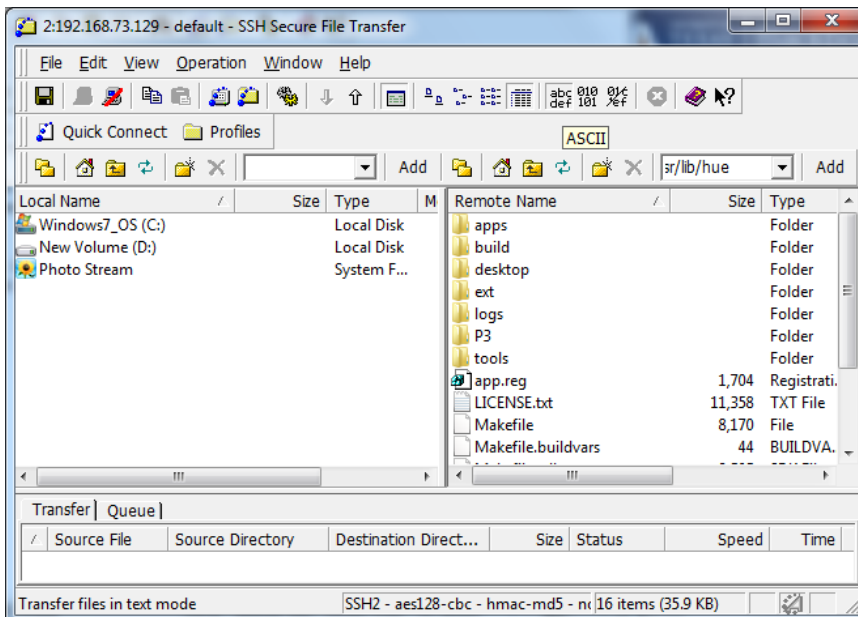 2:192.168.73.129 - default - SSH Secure File Transfer
File Edit View Operation Window Help
abc def 010 101
Quick Connect Profiles
ASCII
Add sr/lib/hue Add
Local Name / Size Type M Remote Name / Size Type
Windows7_OS (C:) Local Disk apps Folder
New Volume (D:) Local Disk build Folder
Photo Stream System F... desktop Folder
ext Folder
logs Folder
P3 Folder
tools Folder
app.reg 1,704 Registrati.
LICENSE.txt 11,358 TXT File
Makefile 8,170 File
Makefile.buildvars 44 BUILDVA.
Transfer Queue
/ Source File Source Directory Destination Direct... Size Status Speed Time
Transfer files in text mode SSH2 - aes128-cbc - hmac-md5 - 16 items (35.9 KB)